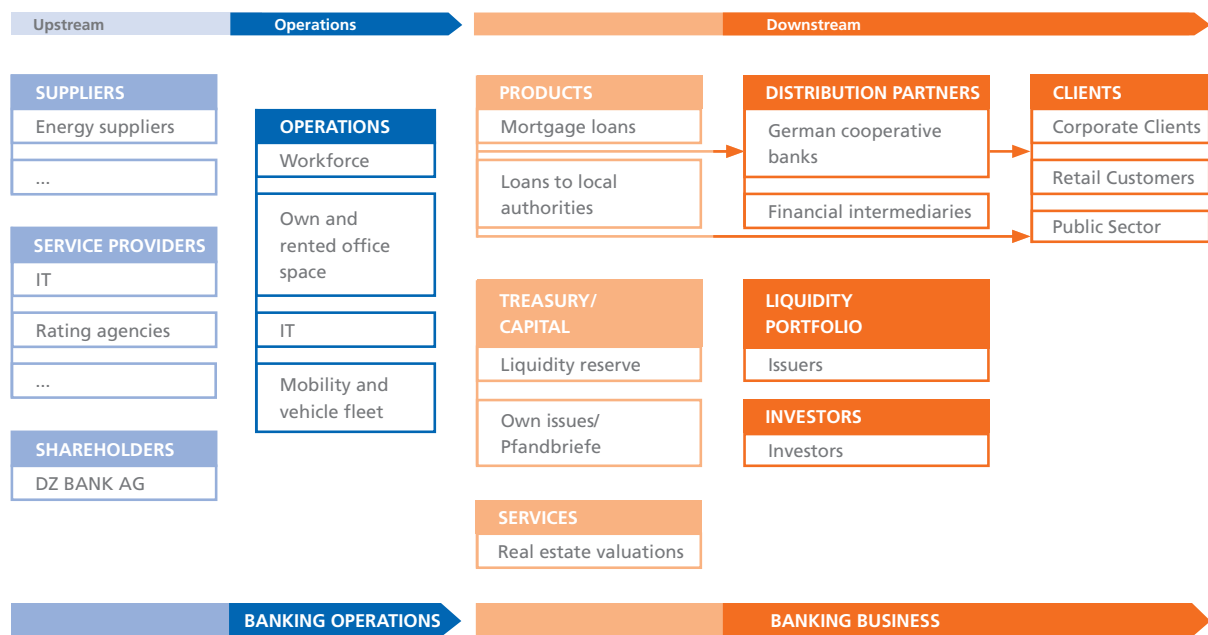 Upstream
Operations
Downstream
SUPPLIERS
Energy suppliers
...
SERVICE PROVIDERS
IT
Rating agencies
...
SHAREHOLDERS
DZ BANK AG
OPERATIONS
Workforce
Own and
rented office
space
IT
Mobility and
vehicle fleet
PRODUCTS
Mortgage loans
Loans to local
authorities
TREASURY/
CAPITAL
Liquidity reserve
Own issues/
Pfandbriefe
SERVICES
Real estate valuations
DISTRIBUTION PARTNERS
German cooperative
banks
Financial intermediaries
LIQUIDITY
PORTFOLIO
Issuers
INVESTORS
Investors
CLIENTS
Corporate Clients
Retail Customers
Public Sector
BANKING OPERATIONS
BANKING BUSINESS